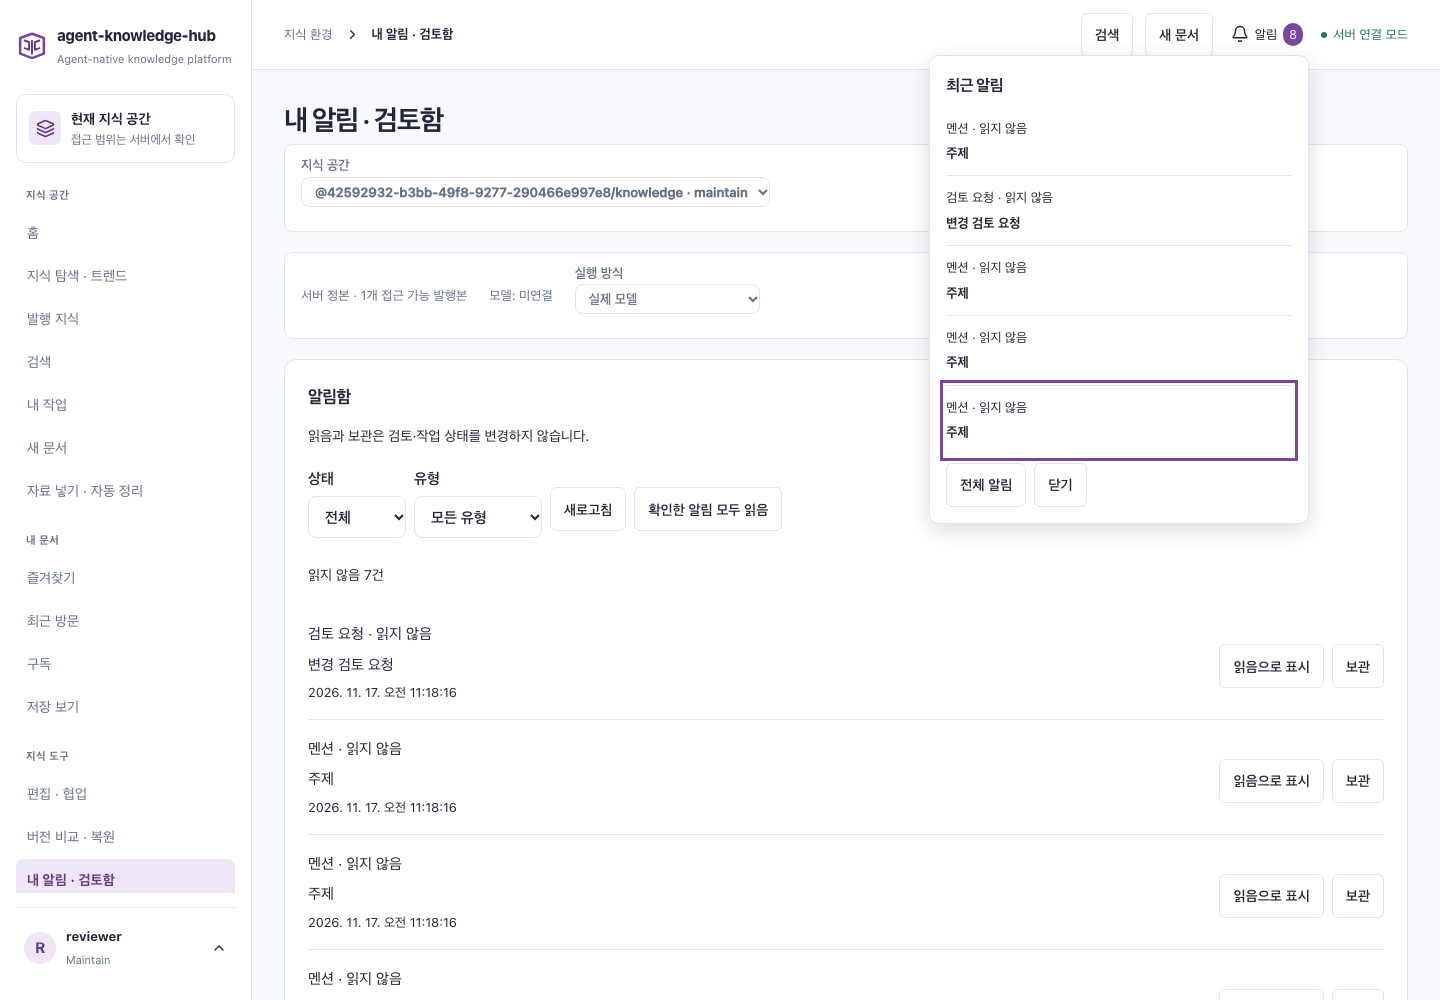 agent-knowledge-hub
Agent-native knowledge platform
현재 지식 공간
접근 범위는 서버에서 확인
지식 공간
홈
지식 탐색 · 트렌드
발행 지식
검색
내 작업
새 문서
자료 넣기 · 자동 정리
내 문서
즐겨찾기
최근 방문
구독
저장 보기
지식 도구
편집 · 협업
버전 비교 · 복원
내 알림 · 검토함
R
reviewer
Maintain
지식 환경
내 알림 · 검토함
검색
새 문서
알림 8
서버 연결 모드
내 알림 · 검토함
지식 공간
@42592932-b3bb-49f8-9277-290466e997e8/knowledge · maintain
서버 정본 · 1개 접근 가능 발행본
모델: 미연결
실행 방식
실제 모델
알림함
읽음과 보관은 검토·작업 상태를 변경하지 않습니다.
상태
전체
유형
모든 유형
새로고침
확인한 알림 모두 읽음
읽지 않음 7건
검토 요청 · 읽지 않음
변경 검토 요청
2026. 11. 17. 오전 11:18:16
읽음으로 표시
보관
멘션 · 읽지 않음
주제
2026. 11. 17. 오전 11:18:16
읽음으로 표시
보관
멘션 · 읽지 않음
주제
2026. 11. 17. 오전 11:18:16
읽음으로 표시
보관
멘션 · 읽지 않음
최근 알림
멘션 · 읽지 않음
주제
검토 요청 · 읽지 않음
변경 검토 요청
멘션 · 읽지 않음
주제
멘션 · 읽지 않음
주제
멘션 · 읽지 않음
주제
전체 알림
닫기